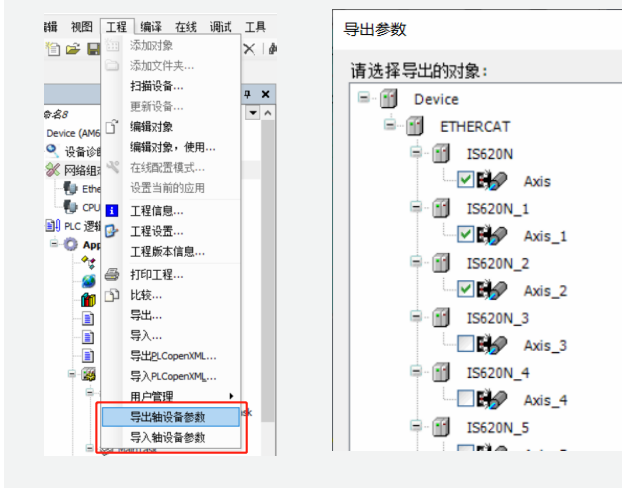 视图 工程 编译 在线 调试 工具
添加对象
添加文件夹...
扫描设备...
更新设备...
编辑对象
编辑对象，使用...
在线配置模式...
设置当前的应用
工程信息...
工程设置...
工程版本信息...
打印工程...
比较...
导出...
导入...
导出PLCopenXML...
导入PLCopenXML...
用户管理
导出轴设备参数
导入轴设备参数
命名8
Device (AM6
设备诊
网络组
Ethe
CPU
PLC 逻
App
sk
导出参数
请选择导出的对象：
Device
ETHERCAT
IS620N
Axis
IS620N_1
Axis_1
IS620N_2
Axis_2
IS620N_3
Axis_3
IS620N_4
Axis_4
IS620N_5